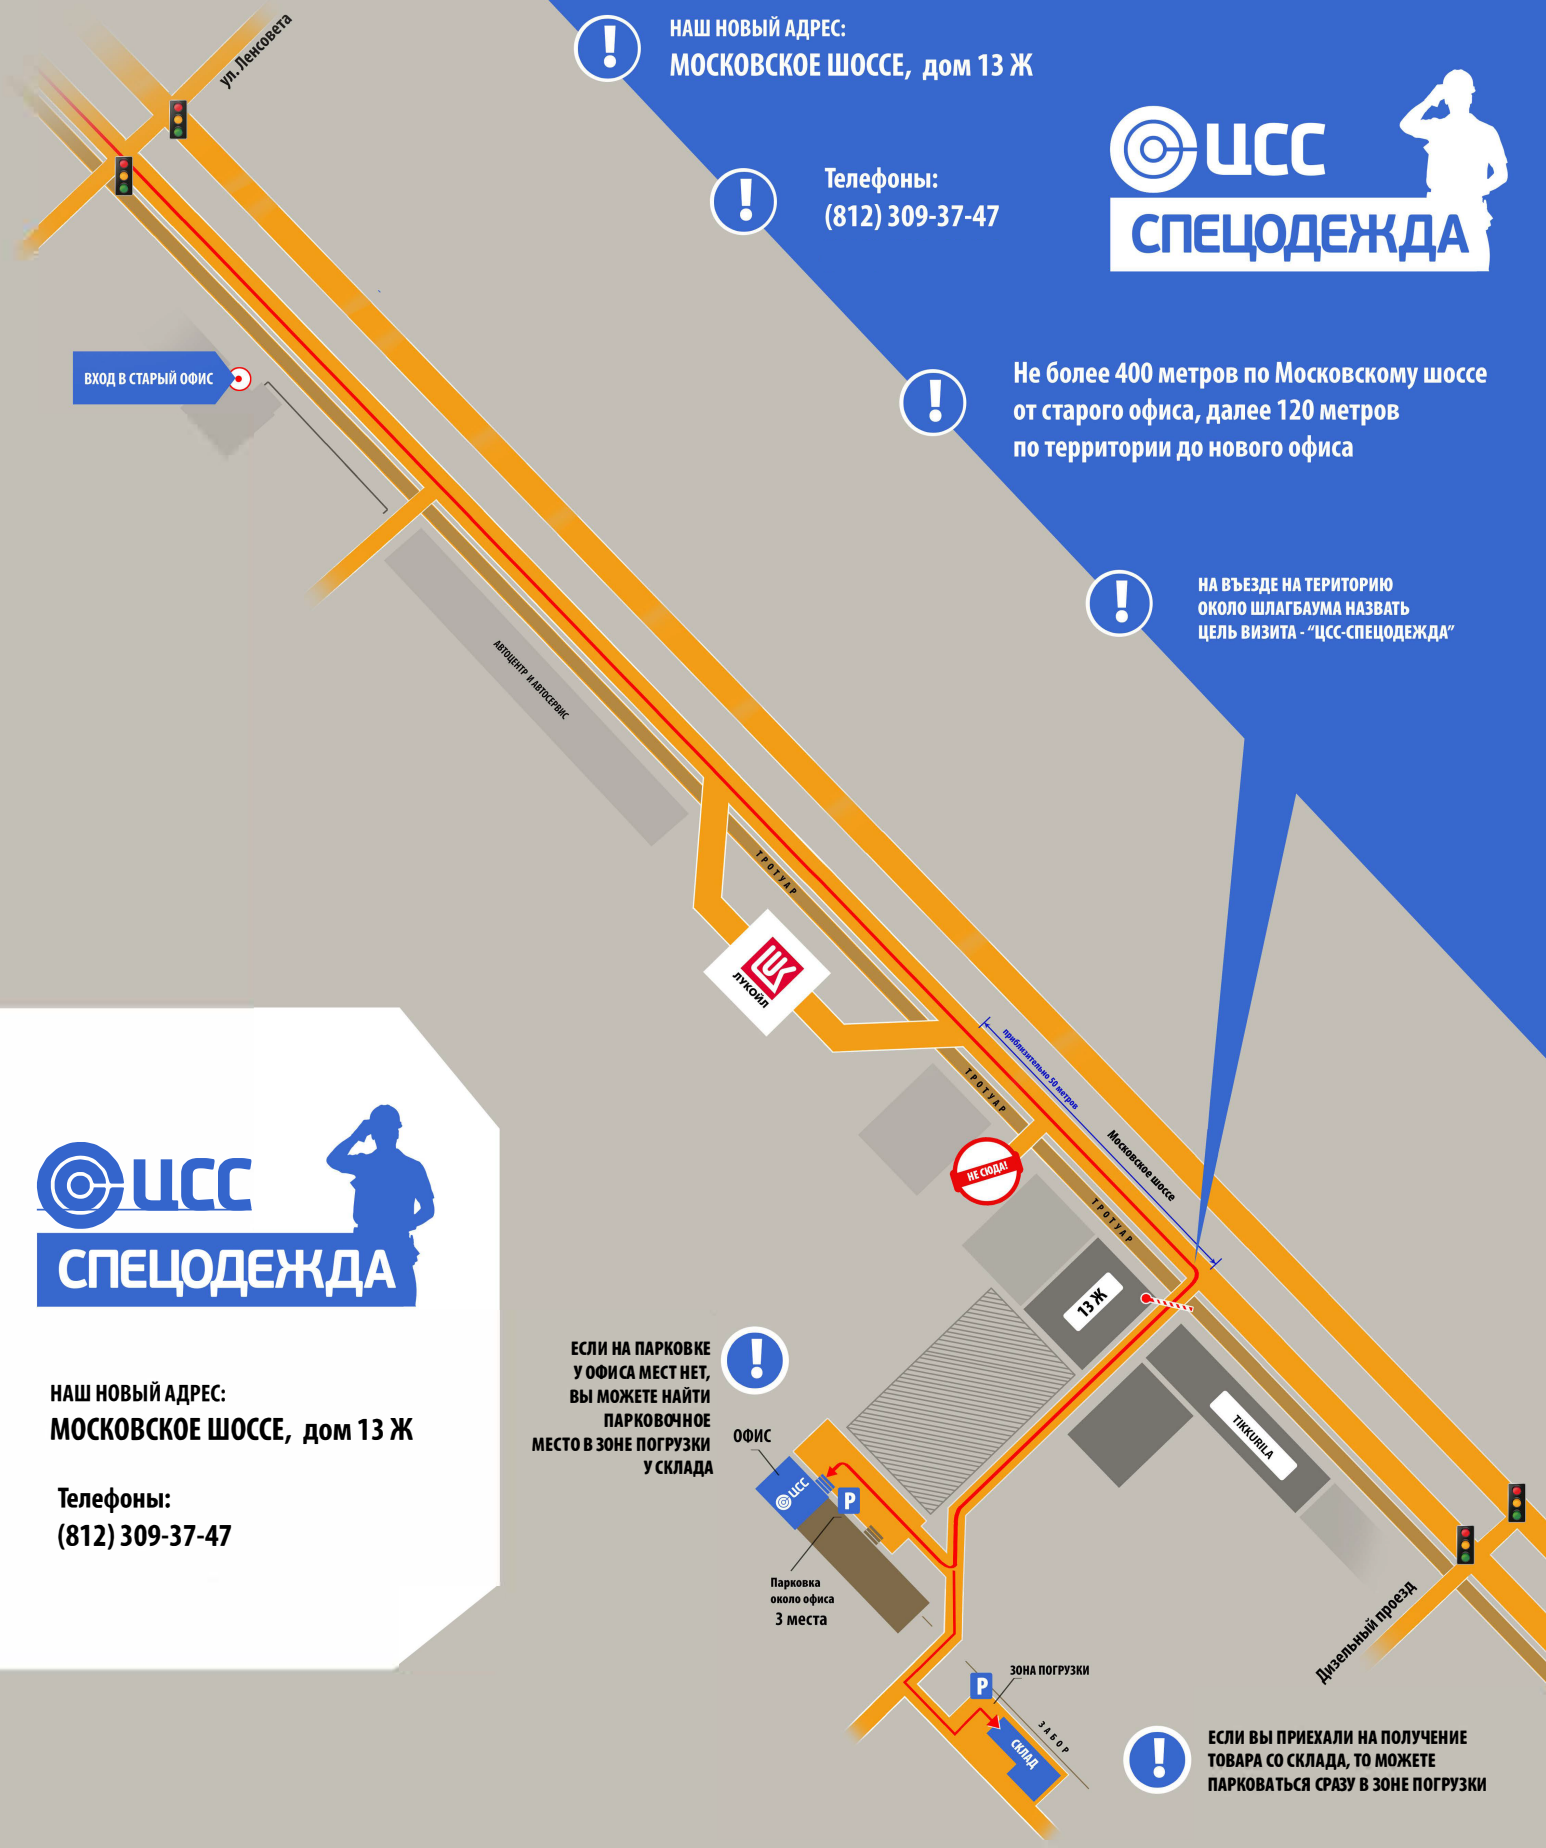 НАШ НОВЫЙ АДРЕС:
МОСКОВСКОЕ ШОССЕ, дом 13 Ж
ул. Ленсовета
ЦСС
СПЕЦОДЕЖДА
Телефоны:
(812) 309-37-47
ВХОД В СТАРЫЙ ОФИС
Не более 400 метров по Московскому шоссе
от старого офиса, далее 120 метров
по территории до нового офиса
НА ВЪЕЗДЕ НА ТЕРИТОРИЮ
ОКОЛО ШЛАГБАУМА НАЗВАТЬ
ЦЕЛЬ ВИЗИТА - “ЦСС-СПЕЦОДЕЖДА”
АВТОЦЕНТР И АВТОСЕРВИС
ТРОТУАР
ЛУКОЙЛ
приблизительно 50 метров
ТРОТУАР
Московское шоссе
НЕ СЮДА!
ТРОТУАР
13 Ж
TIKKURILA
ЦСС
СПЕЦОДЕЖДА
НАШ НОВЫЙ АДРЕС:
МОСКОВСКОЕ ШОССЕ, дом 13 Ж
Телефоны:
(812) 309-37-47
ЕСЛИ НА ПАРКОВКЕ
У ОФИСА МЕСТ НЕТ,
ВЫ МОЖЕТЕ НАЙТИ
ПАРКОВОЧНОЕ
МЕСТО В ЗОНЕ ПОГРУЗКИ
У СКЛАДА
ОФИС
ЦСС
P
Парковка
около офиса
3 места
Дизельный проезд
ЗОНА ПОГРУЗКИ
P
ЗАБОР
СКЛАД
ЕСЛИ ВЫ ПРИЕХАЛИ НА ПОЛУЧЕНИЕ
ТОВАРА СО СКЛАДА, ТО МОЖЕТЕ
ПАРКОВАТЬСЯ СРАЗУ В ЗОНЕ ПОГРУЗКИ